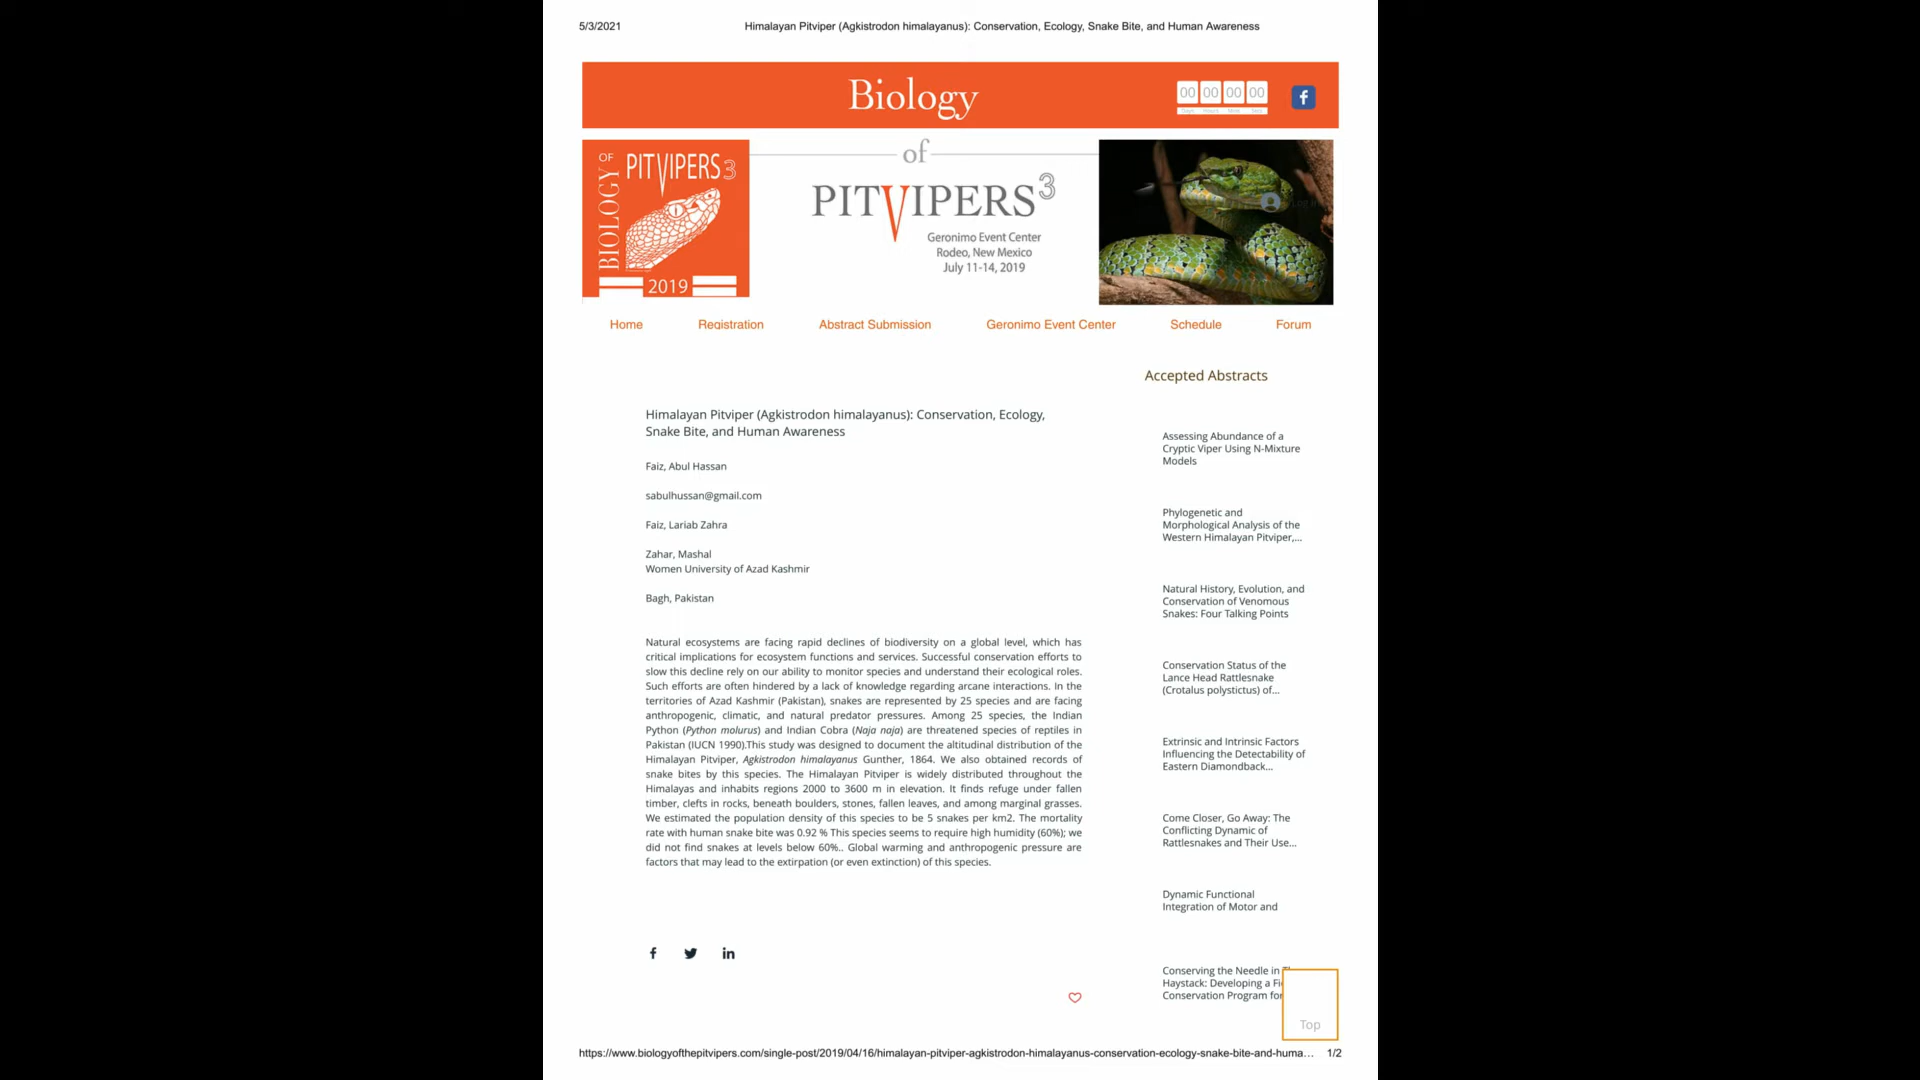 5/3/2021 Himalayan Pitviper (Agkistrodon himalayanus): Conservation, Ecology, Snake Bite, and Human Awareness
Biology
00 00 00 00
f
of
PITVIPERS3
Geronimo Event Center
Rodeo, New Mexico
July 11-14, 2019
BIOLOGY
OF
PITVIPERS3
2019
Home Registration Abstract Submission Geronimo Event Center Schedule Forum
Himalayan Pitviper (Agkistrodon himalayanus): Conservation, Ecology,
Snake Bite, and Human Awareness
Faiz, Abul Hassan
sabulhussan@gmail.com
Faiz, Lariab Zahra
Zahar, Mashal
Women University of Azad Kashmir
Bagh, Pakistan
Natural ecosystems are facing rapid declines of biodiversity on a global level, which has
critical implications for ecosystem functions and services. Successful conservation efforts to
slow this decline rely on our ability to monitor species and understand their ecological roles.
Such efforts are often hindered by a lack of knowledge regarding arcane interactions. In the
territories of Azad Kashmir (Pakistan), snakes are represented by 25 species and are facing
anthropogenic, climatic, and natural predator pressures. Among 25 species, the Indian
Python (Python molurus) and Indian Cobra (Naja naja) are threatened species of reptiles in
Pakistan (IUCN 1990).This study was designed to document the altitudinal distribution of the
Himalayan Pitviper, Agkistrodon himalayanus Gunther, 1864. We also obtained records of
snake bites by this species. The Himalayan Pitviper is widely distributed throughout the
Himalayas and inhabits regions 2000 to 3600 m in elevation. It finds refuge under fallen
timber, clefts in rocks, beneath boulders, stones, fallen leaves, and among marginal grasses.
We estimated the population density of this species to be 5 snakes per km2. The mortality
rate with human snake bite was 0.92 % This species seems to require high humidity (60%); we
did not find snakes at levels below 60%.. Global warming and anthropogenic pressure are
factors that may lead to the extirpation (or even extinction) of this species.
Accepted Abstracts
Assessing Abundance of a
Cryptic Viper Using N-Mixture
Models
Phylogenetic and
Morphological Analysis of the
Western Himalayan Pitviper,...
Natural History, Evolution, and
Conservation of Venomous
Snakes: Four Talking Points
Conservation Status of the
Lance Head Rattlesnake
(Crotalus polystictus) of...
Extrinsic and Intrinsic Factors
Influencing the Detectability of
Eastern Diamondback...
Come Closer, Go Away: The
Conflicting Dynamic of
Rattlesnakes and Their Use...
Dynamic Functional
Integration of Motor and
Conserving the Needle in
Haystack: Developing a
Conservation Program for
Top
https://www.biologyofthepitvipers.com/single-post/2019/04/16/himalayan-pitviper-agkistrodon-himalayanus-conservation-ecology-snake-bite-and-huma... 1/2